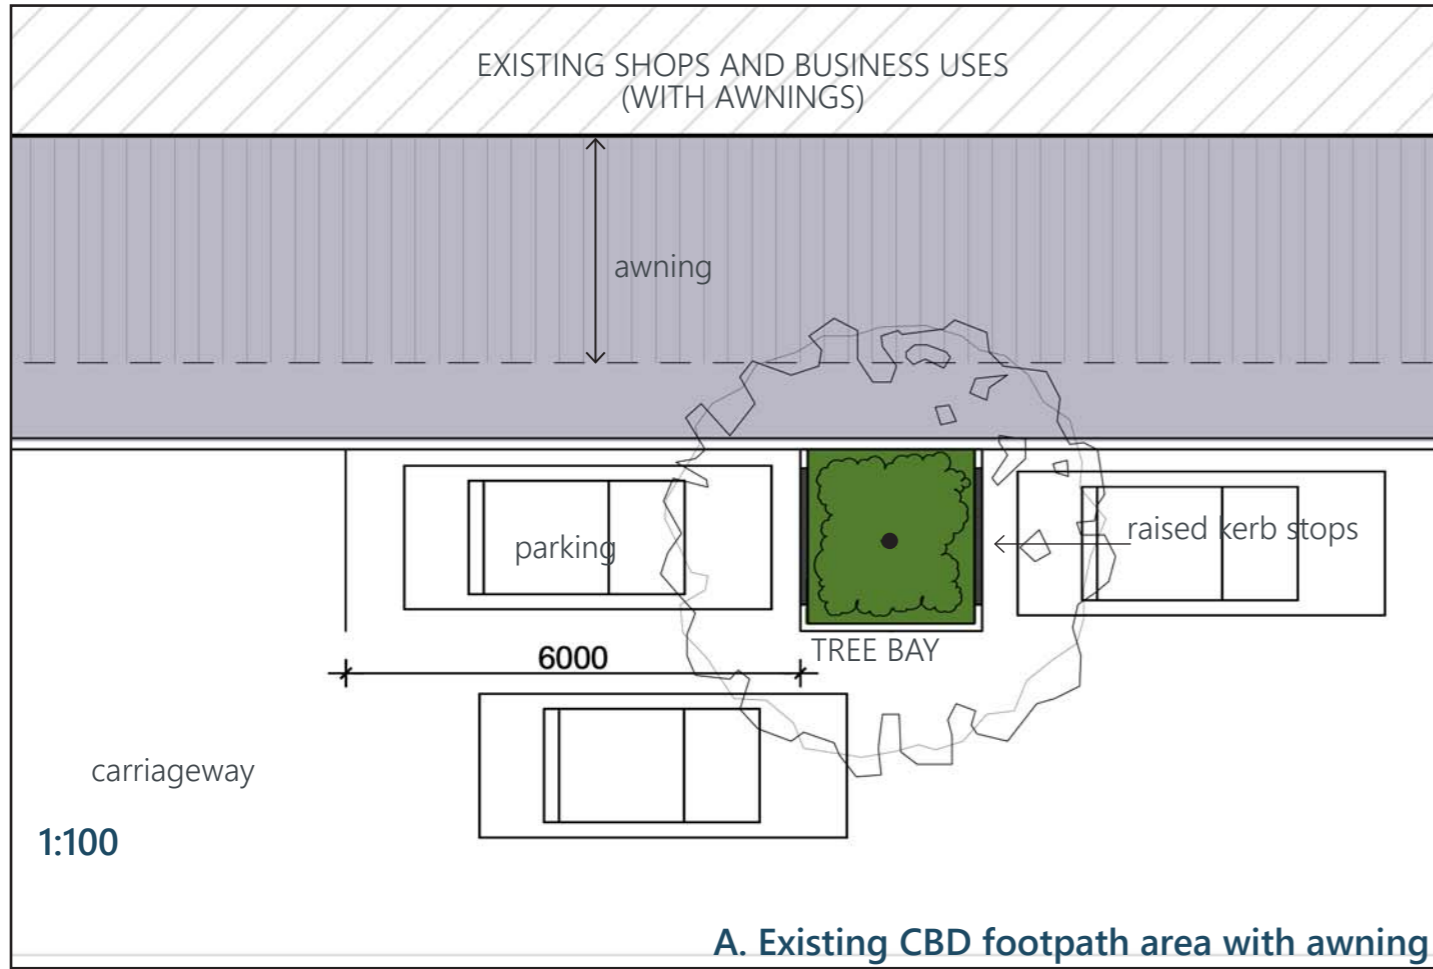 EXISTING SHOPS AND BUSINESS USES
(WITH AWNINGS)
awning
parking
raised kerb stops
TREE BAY
6000
carriageway
1:100
A. Existing CBD footpath area with awning